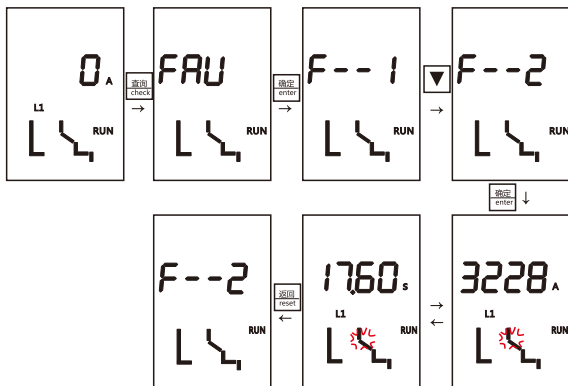 0 A
L1
RUN
查询
check
→
FAU
RUN
确定
enter
→
F--1
RUN
▼
→
F--2
RUN
确定
enter
↓
F--2
RUN
返回
reset
←
17.60 S
L1
RUN
→
←
3228 A
L1
RUN